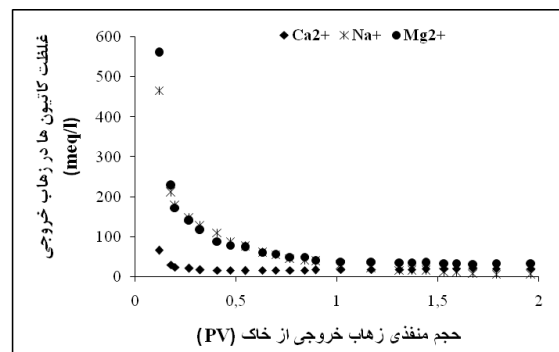 Ca2+ Na+ Mg2+
غلظت کاتیون ها در زهاب خروجی
(meq/l)
600
500
400
300
200
100
0
0 0,5 1 1,5 2
حجم منفذی زهاب خروجی از خاک (PV)